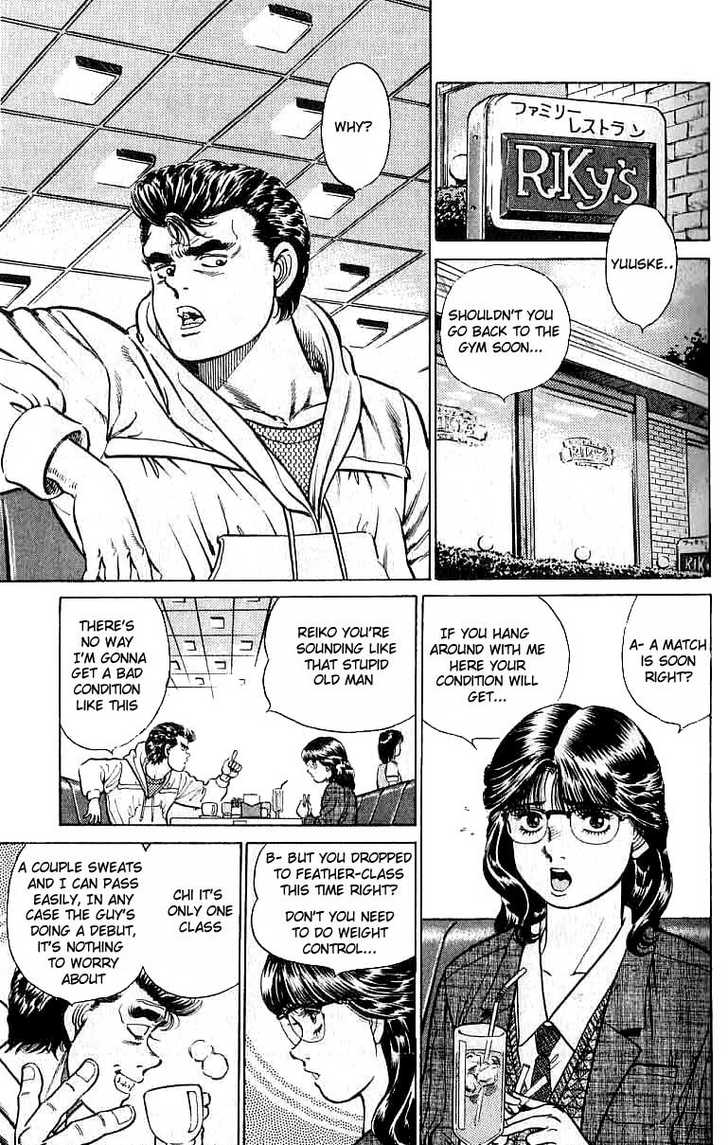 ファミリー
レストラン
RIKy's
YUUSKE..
SHOULDN'T YOU
GO BACK TO THE
GYM SOON...
RIKy's
RIK
WHY?
A- A MATCH
IS SOON
RIGHT?
IF YOU HANG
AROUND WITH ME
HERE YOUR
CONDITION WILL
GET...
REIKO YOU'RE
SOUNDING LIKE
THAT STUPID
OLD MAN
THERE'S
NO WAY
I'M GONNA
GET A BAD
CONDITION
LIKE THIS
B- BUT YOU DROPPED
TO FEATHER-CLASS
THIS TIME RIGHT?
DON'T YOU NEED
TO DO WEIGHT
CONTROL...
CHI IT'S
ONLY ONE
CLASS
A COUPLE SWEATS
AND I CAN PASS
EASILY, IN ANY
CASE THE GUY'S
DOING A DEBUT,
IT'S NOTHING
TO WORRY
ABOUT